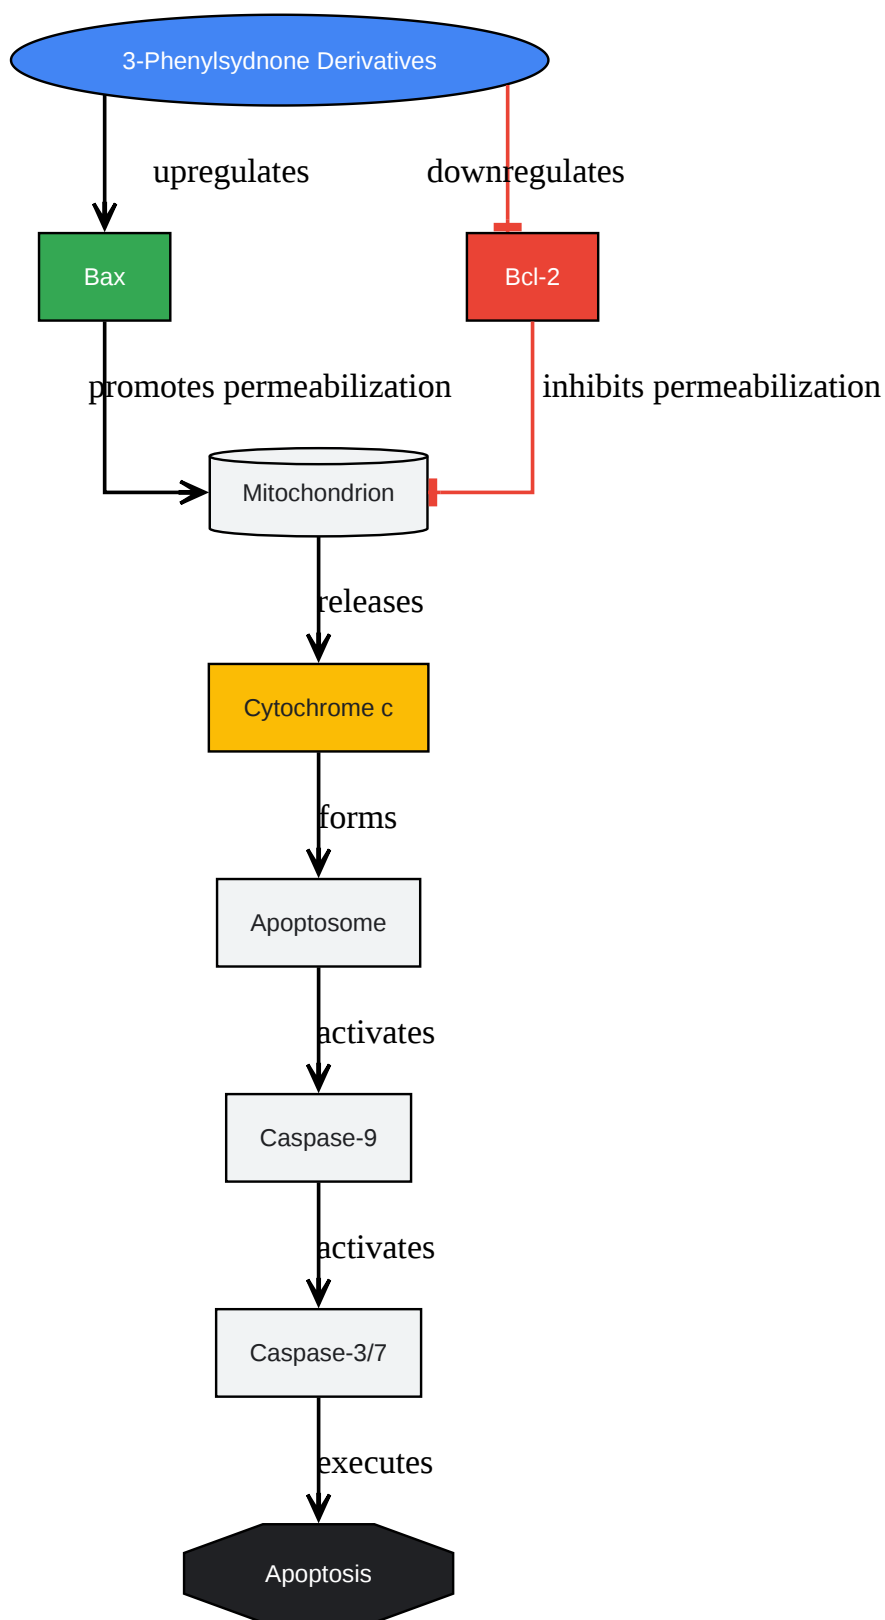 3-Phenylsydnone Derivatives
upregulates
downregulates
Bax
Bcl-2
promotes permeabilization
inhibits permeabilization
Mitochondrion
releases
Cytochrome c
forms
Apoptosome
activates
Caspase-9
activates
Caspase-3/7
executes
Apoptosis